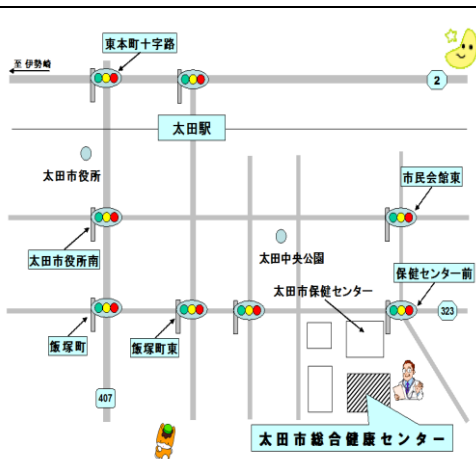 東本町十字路
至 伊勢崎
2
太田駅
太田市役所
市民会館東
太田市役所南
太田中央公園
保健センター前
太田市保健センター
323
飯塚町
飯塚町東
407
太田市総合健康センター